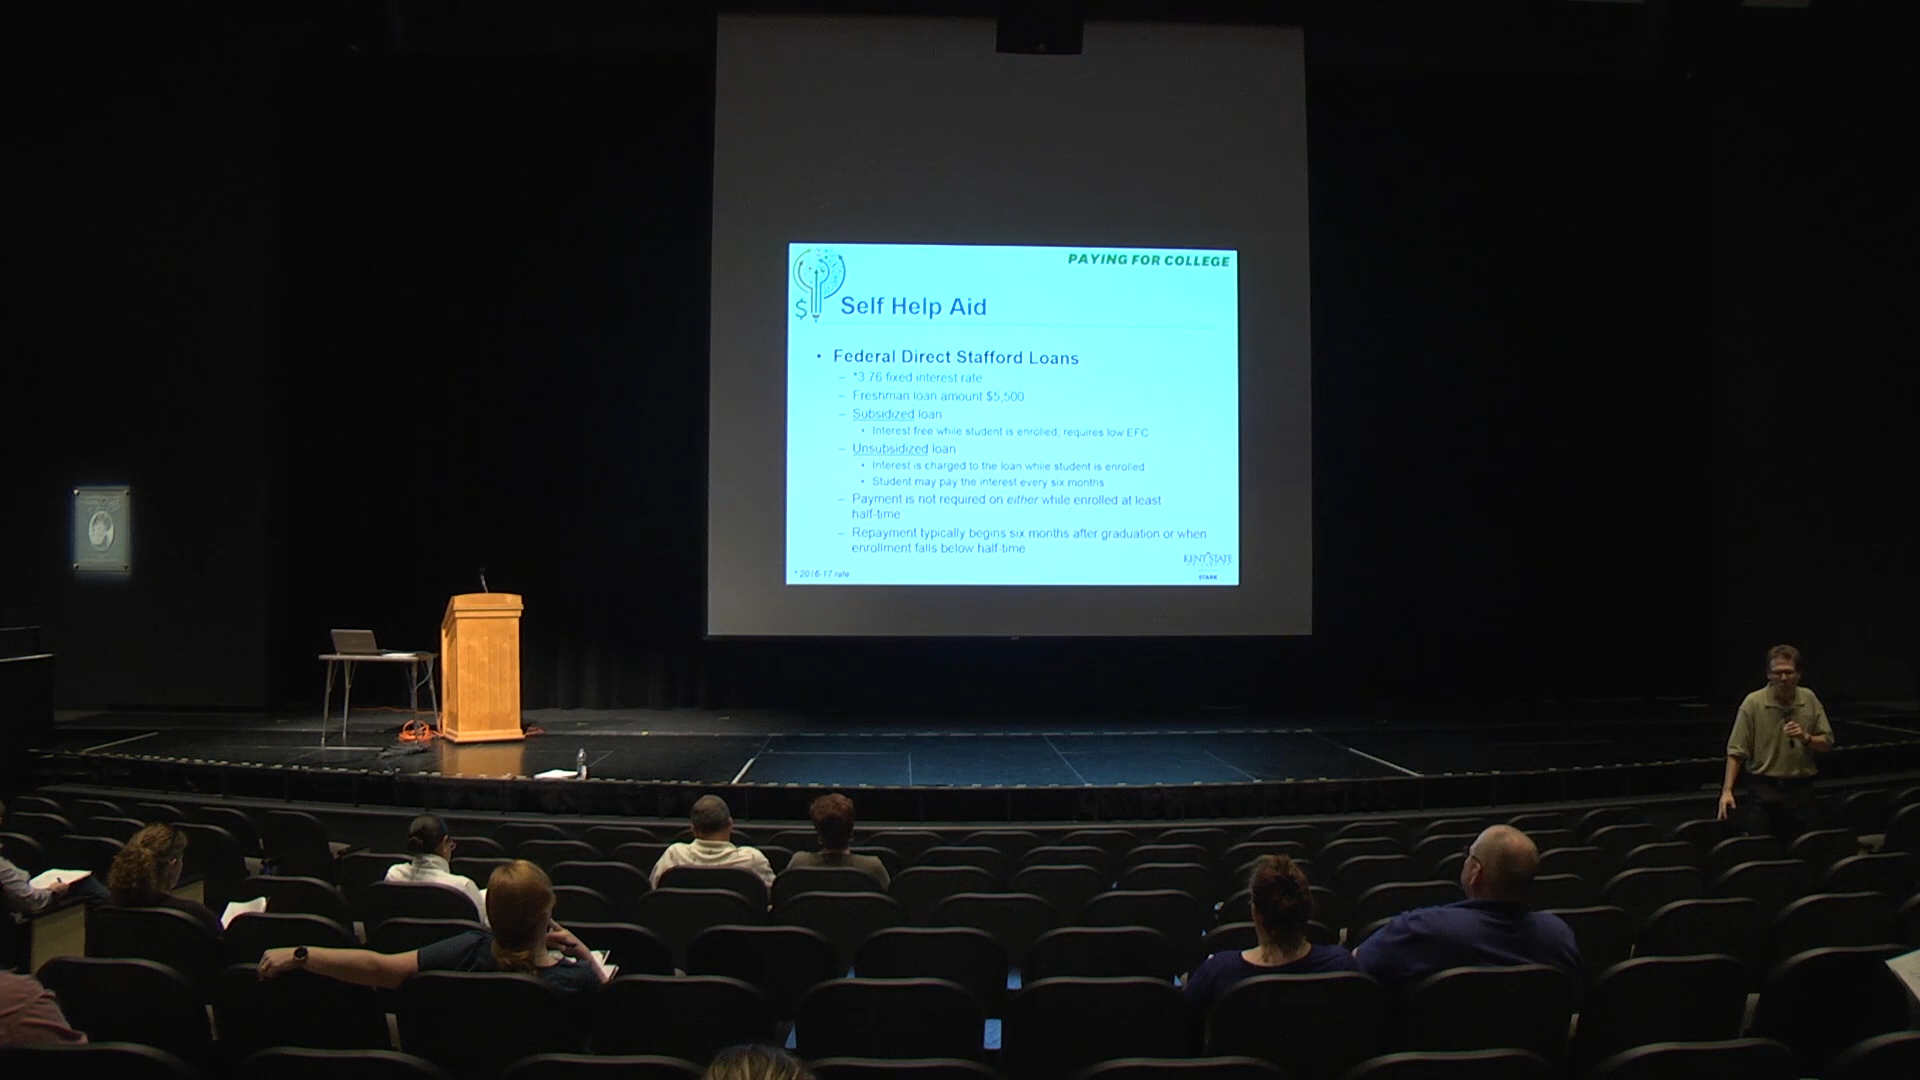 PAYING FOR COLLEGE
$
Self Help Aid
• Federal Direct Stafford Loans
– *3.76 fixed interest rate
– Freshman loan amount $5,500
– Subsidized loan
• Interest free while student is enrolled, requires low EFC
– Unsubsidized loan
• Interest is charged to the loan while student is enrolled
• Student may pay the interest every six months
– Payment is not required on either while enrolled at least
half-time
– Repayment typically begins six months after graduation or when
enrollment falls below half-time
KENT STATE
STARK
* 2016-17 rate